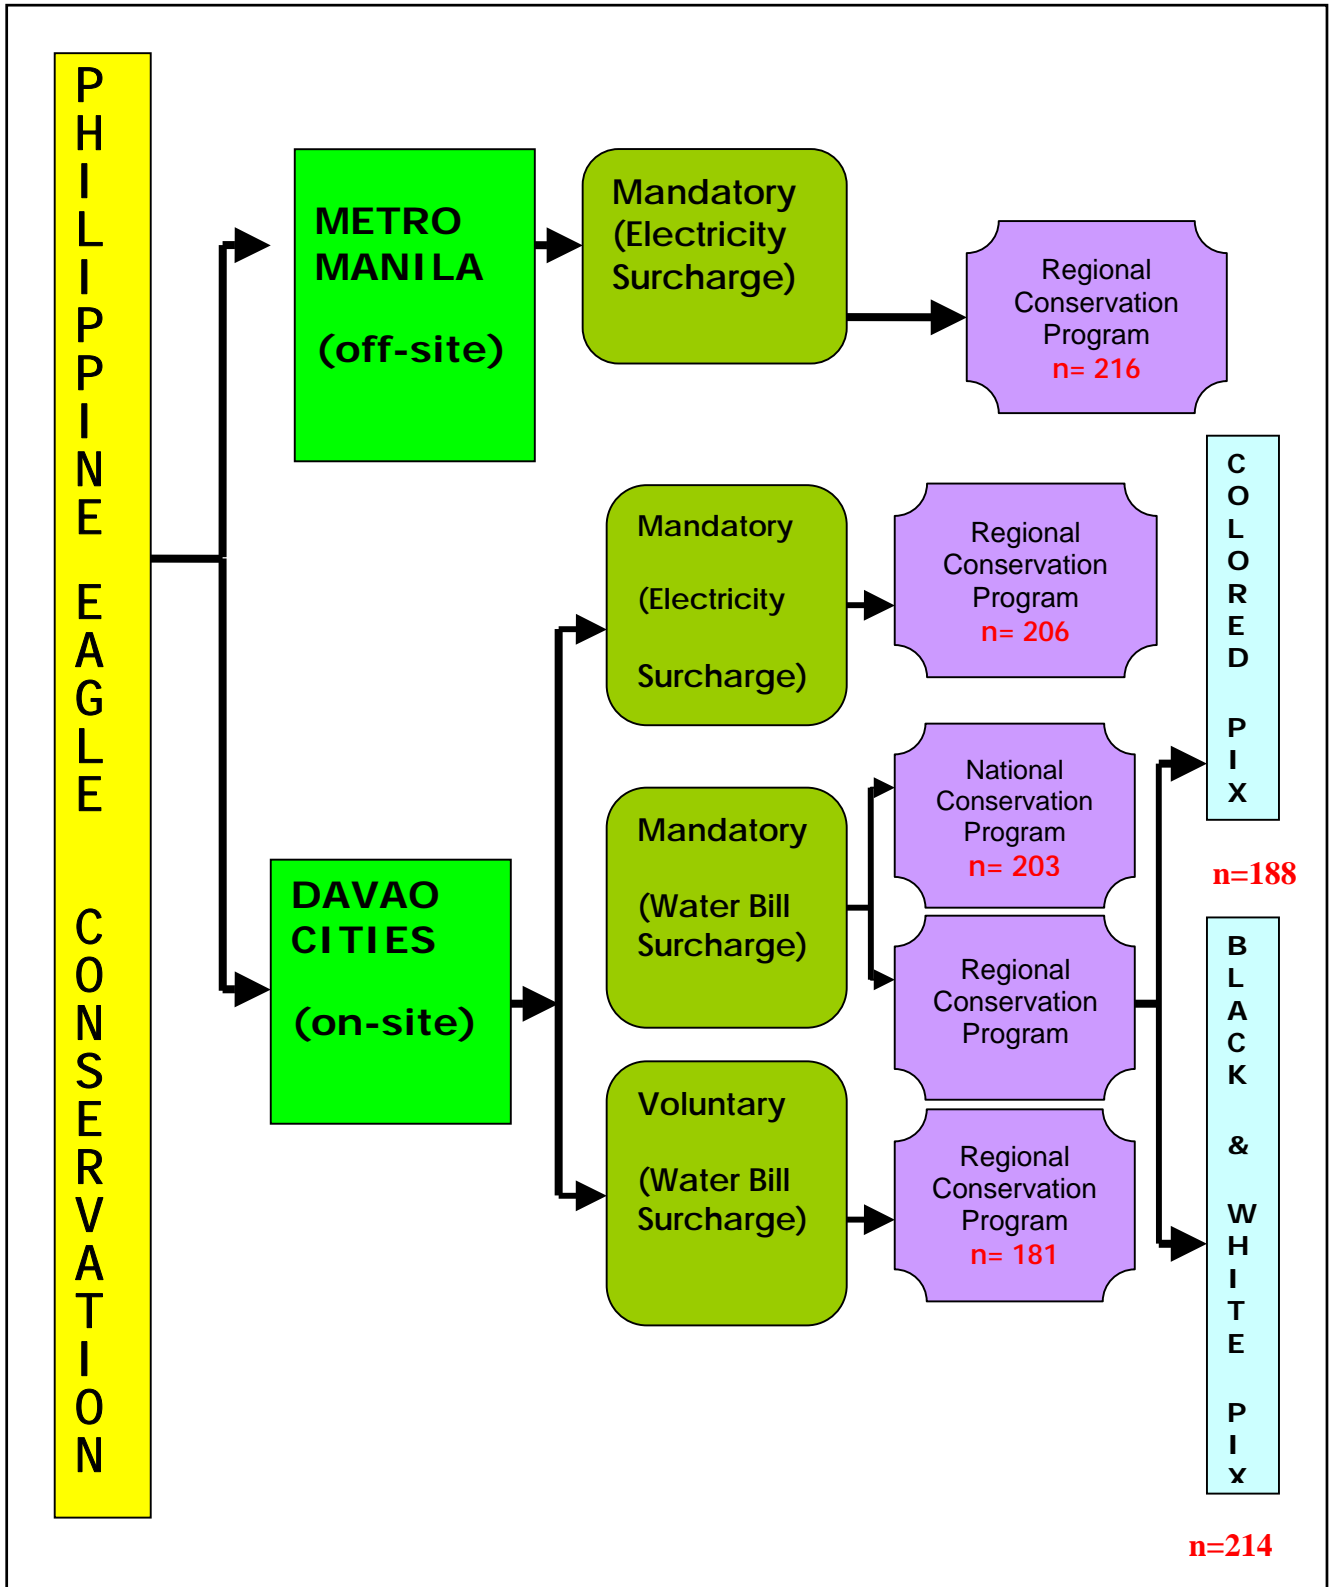 PHILIPPINE EAGLE CONSERVATION
METRO
MANILA
(off-site)
Mandatory
(Electricity
Surcharge)
Regional
Conservation
Program
n= 216
DAVAO
CITIES
(on-site)
Mandatory
(Electricity
Surcharge)
Regional
Conservation
Program
n= 206
Mandatory
(Water Bill
Surcharge)
National
Conservation
Program
n= 203
Regional
Conservation
Program
COLORED PIX
n=188
BLACK & WHITE PIX
n=214
Voluntary
(Water Bill
Surcharge)
Regional
Conservation
Program
n= 181